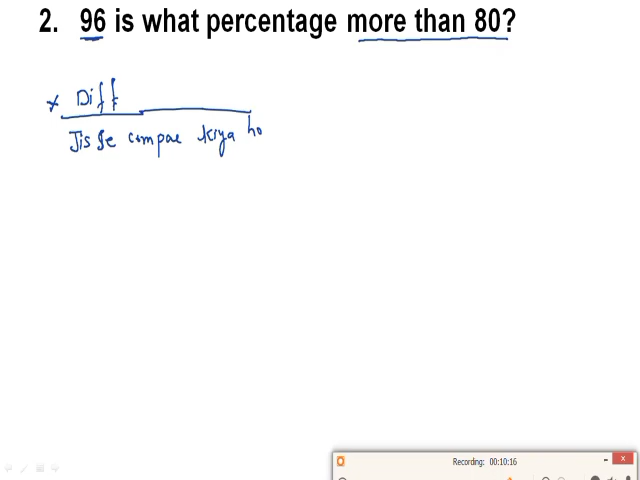 2. 96 is what percentage more than 80?
* Diff
Jis se compae kiya ho
Recording: 00:10:16